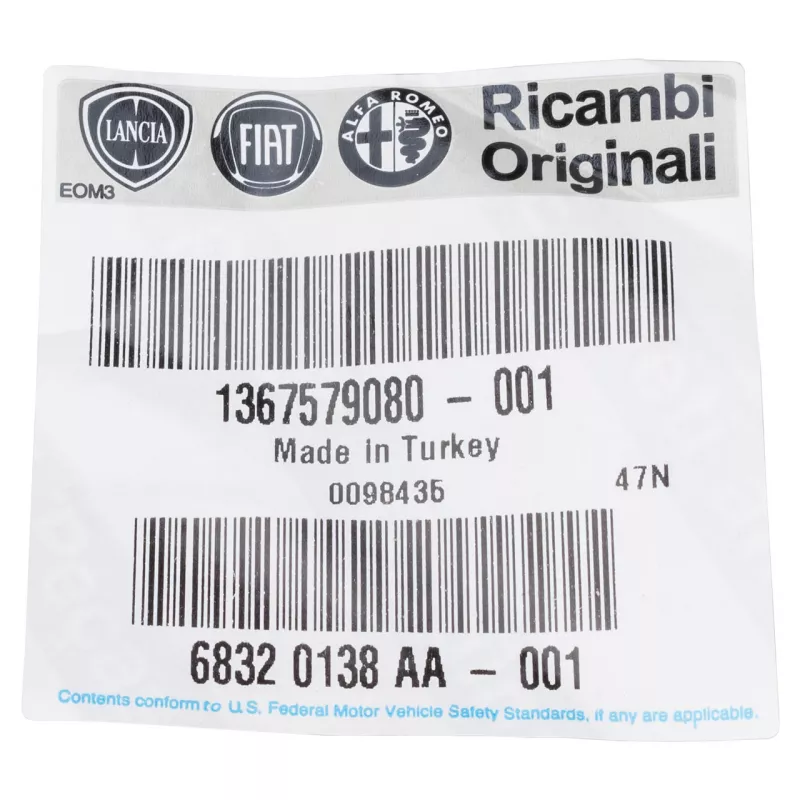 LANCIA
FIAT
ALFA ROMEO
Ricambi
Originali
EOM3
1367579080 - 001
Made in Turkey
0098435
47N
6832 0138 AA - 001
Contents conform to U.S. Federal Motor Vehicle Safety Standards, if any are applicable.